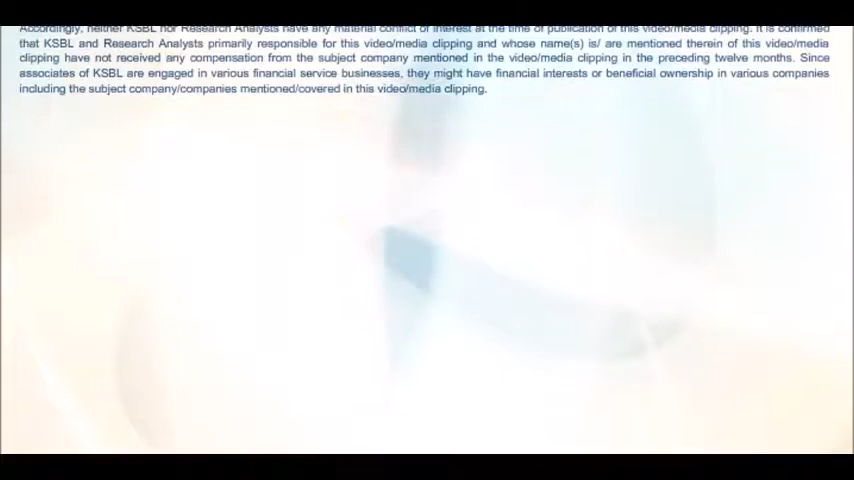 Accordingly, neither KSBL nor Research Analysts have any material conflict of interest at the time of publication of this video/media clipping. It is confirmed
that KSBL and Research Analysts primarily responsible for this video/media clipping and whose name(s) is/ are mentioned therein of this video/media
clipping have not received any compensation from the subject company mentioned in the video/media clipping in the preceding twelve months. Since
associates of KSBL are engaged in various financial service businesses, they might have financial interests or beneficial ownership in various companies
including the subject company/companies mentioned/covered in this video/media clipping.